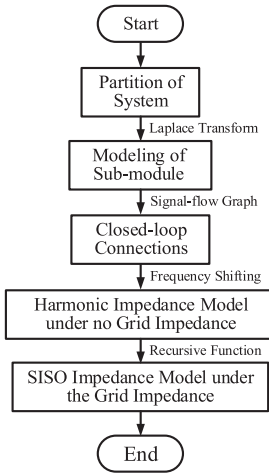 Start
Partition of
System
Laplace Transform
Modeling of
Sub-module
Signal-flow Graph
Closed-loop
Connections
Frequency Shifting
Harmonic Impedance Model
under no Grid Impedance
Recursive Function
SISO Impedance Model under
the Grid Impedance
End